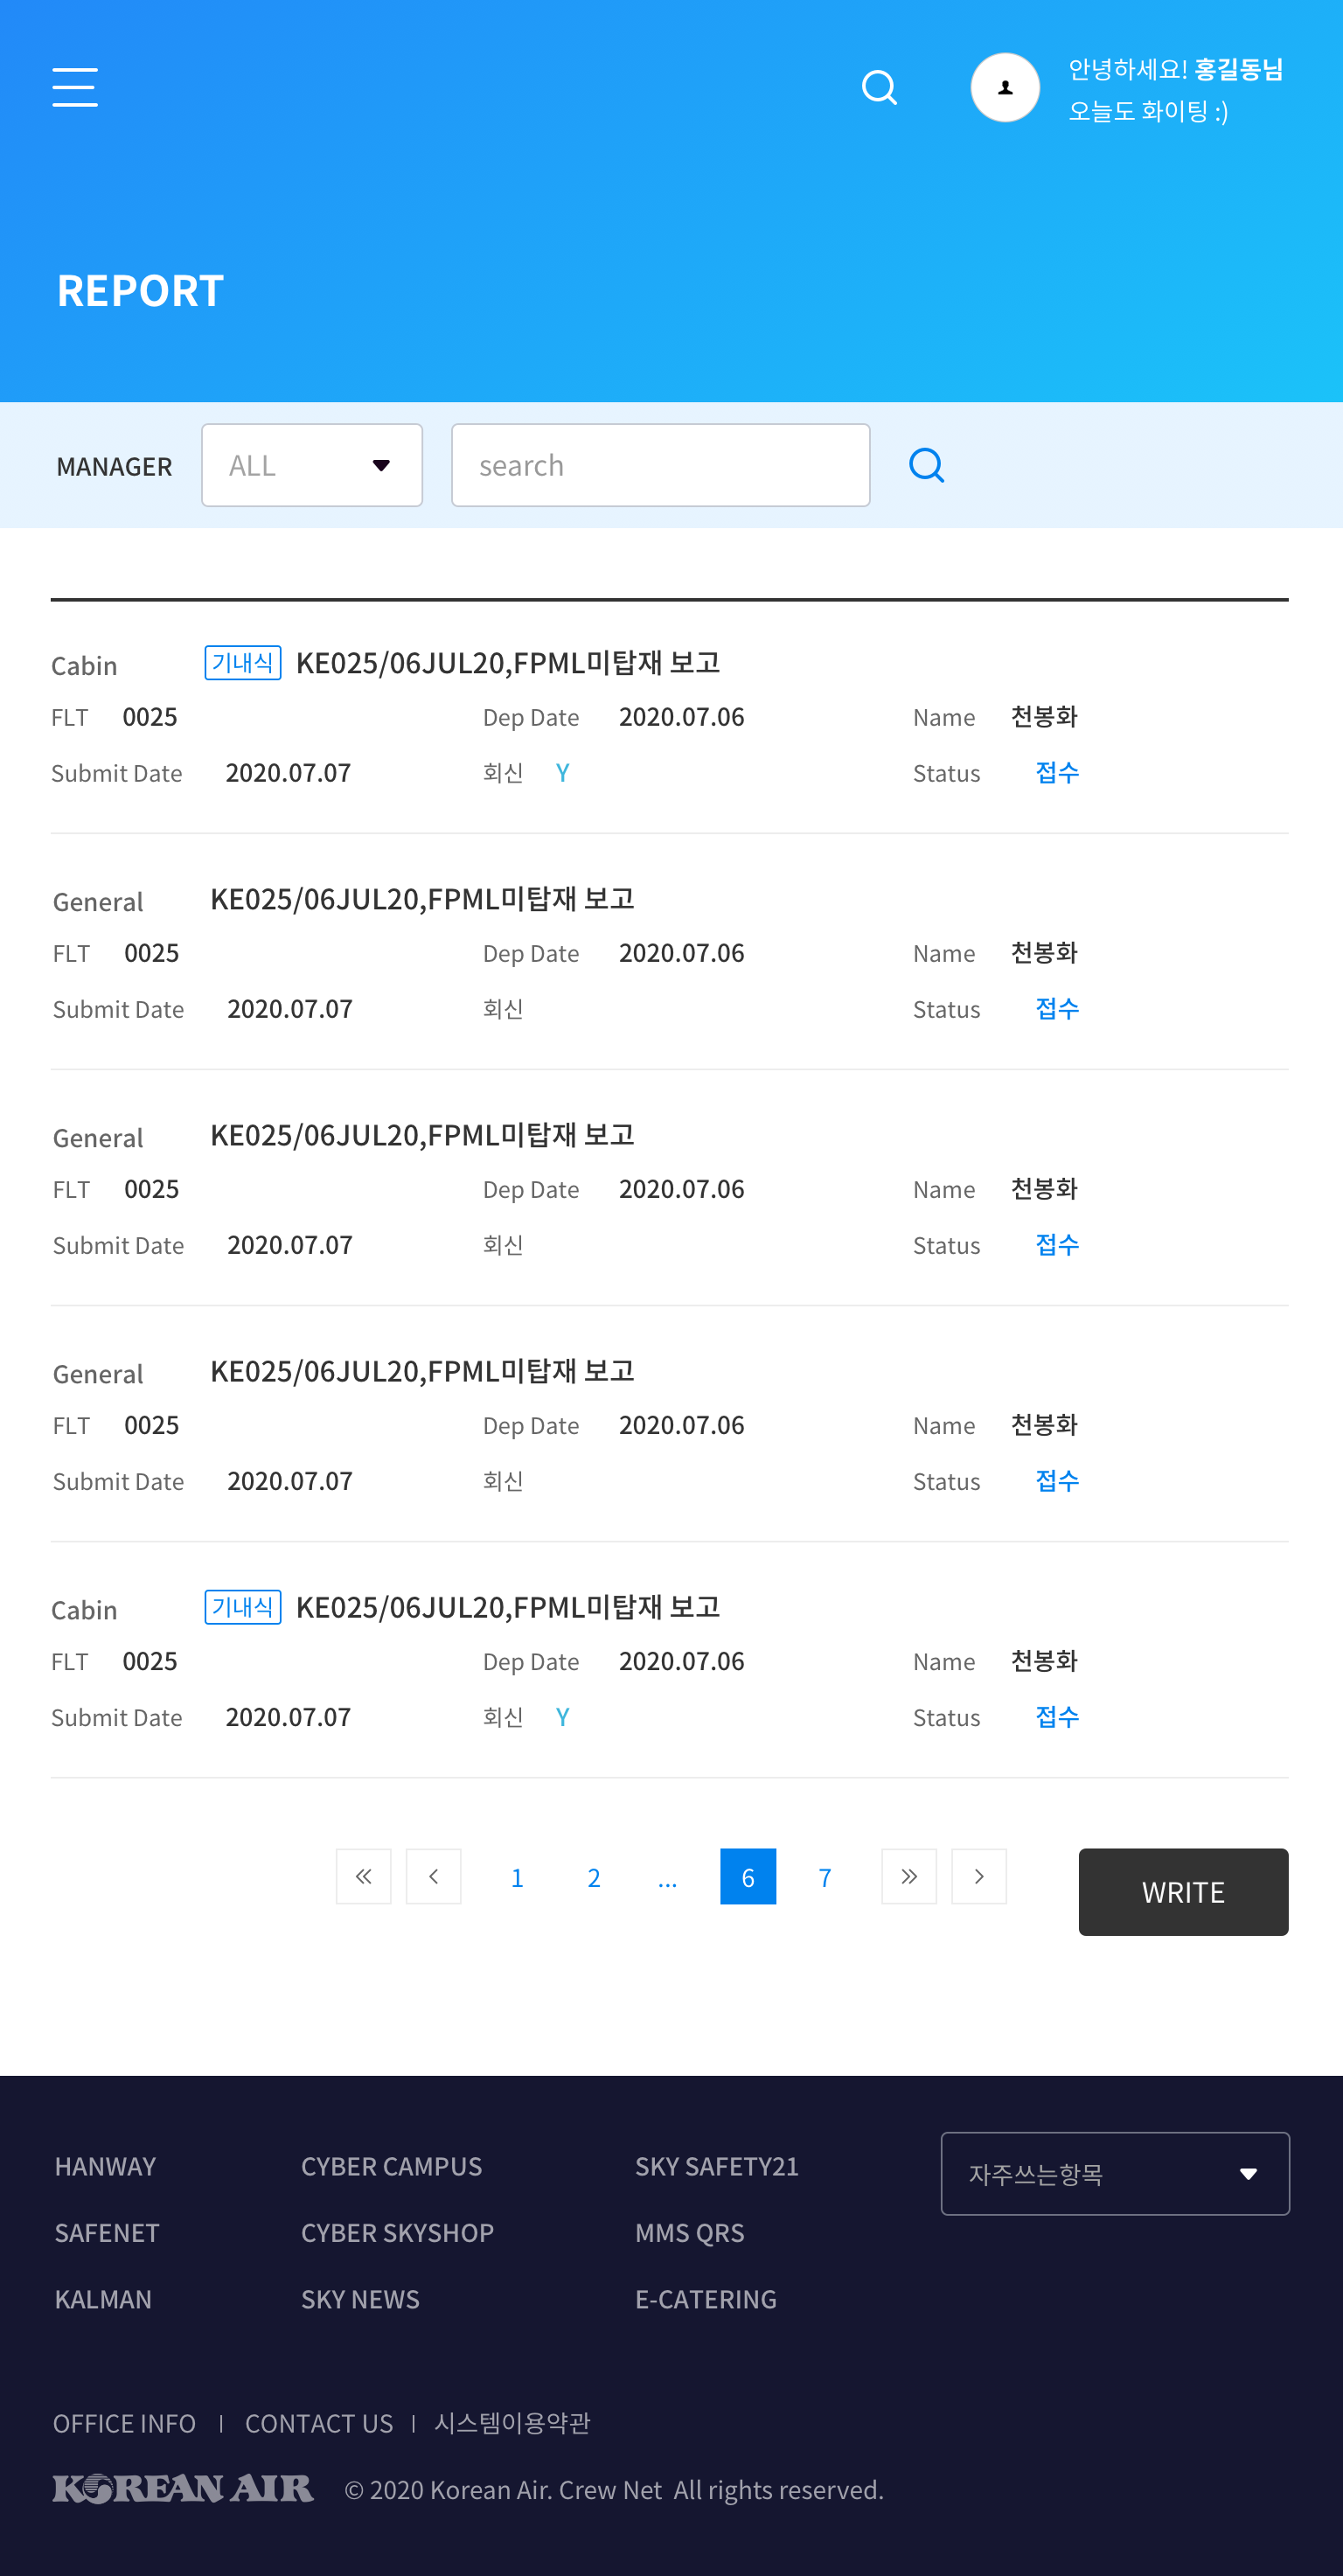 안녕하세요! 홍길동님
오늘도 화이팅 :)
REPORT
MANAGER ALL search
Cabin 기내식 KE025/06JUL20,FPML미탑재 보고
FLT 0025 Dep Date 2020.07.06 Name 천봉화
Submit Date 2020.07.07 회신 Y Status 접수
General KE025/06JUL20,FPML미탑재 보고
FLT 0025 Dep Date 2020.07.06 Name 천봉화
Submit Date 2020.07.07 회신 Status 접수
General KE025/06JUL20,FPML미탑재 보고
FLT 0025 Dep Date 2020.07.06 Name 천봉화
Submit Date 2020.07.07 회신 Status 접수
General KE025/06JUL20,FPML미탑재 보고
FLT 0025 Dep Date 2020.07.06 Name 천봉화
Submit Date 2020.07.07 회신 Status 접수
Cabin 기내식 KE025/06JUL20,FPML미탑재 보고
FLT 0025 Dep Date 2020.07.06 Name 천봉화
Submit Date 2020.07.07 회신 Y Status 접수
1 2 ... 6 7 WRITE
HANWAY CYBER CAMPUS SKY SAFETY21 자주쓰는항목
SAFENET CYBER SKYSHOP MMS QRS
KALMAN SKY NEWS E-CATERING
OFFICE INFO | CONTACT US | 시스템이용약관
KOREAN AIR © 2020 Korean Air. Crew Net All rights reserved.